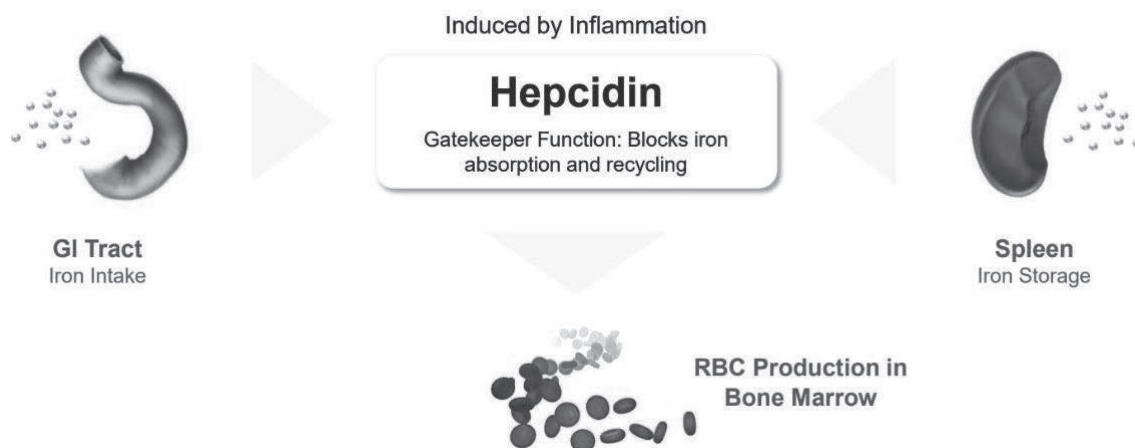 Induced by Inflammation
Hepcidin
Gatekeeper Function: Blocks iron
absorption and recycling
GI Tract
Iron Intake
Spleen
Iron Storage
RBC Production in
Bone Marrow